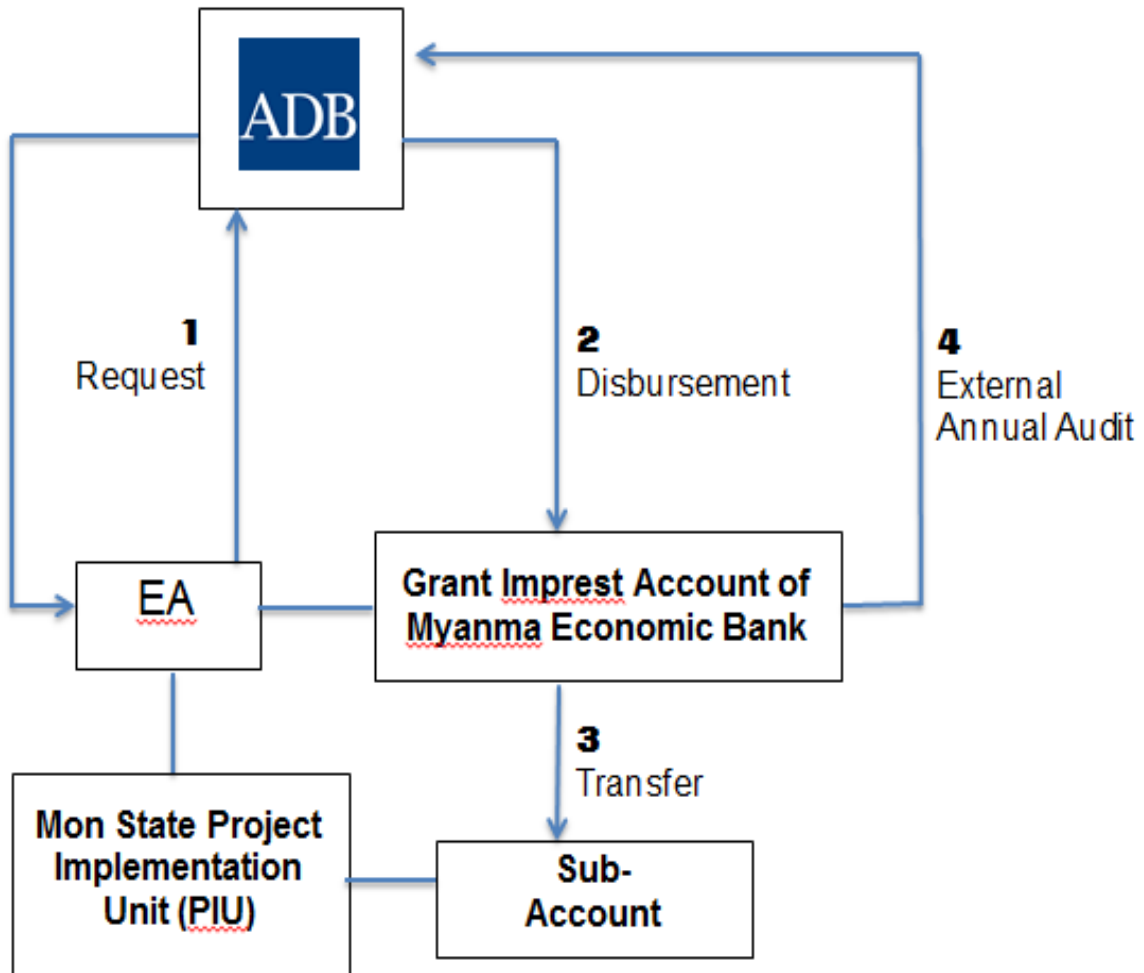 ADB
1
Request
2
Disbursement
4
External
Annual Audit
EA
Grant Imprest Account of
Myanma Economic Bank
3
Transfer
Mon State Project
Implementation
Unit (PIU)
Sub-
Account